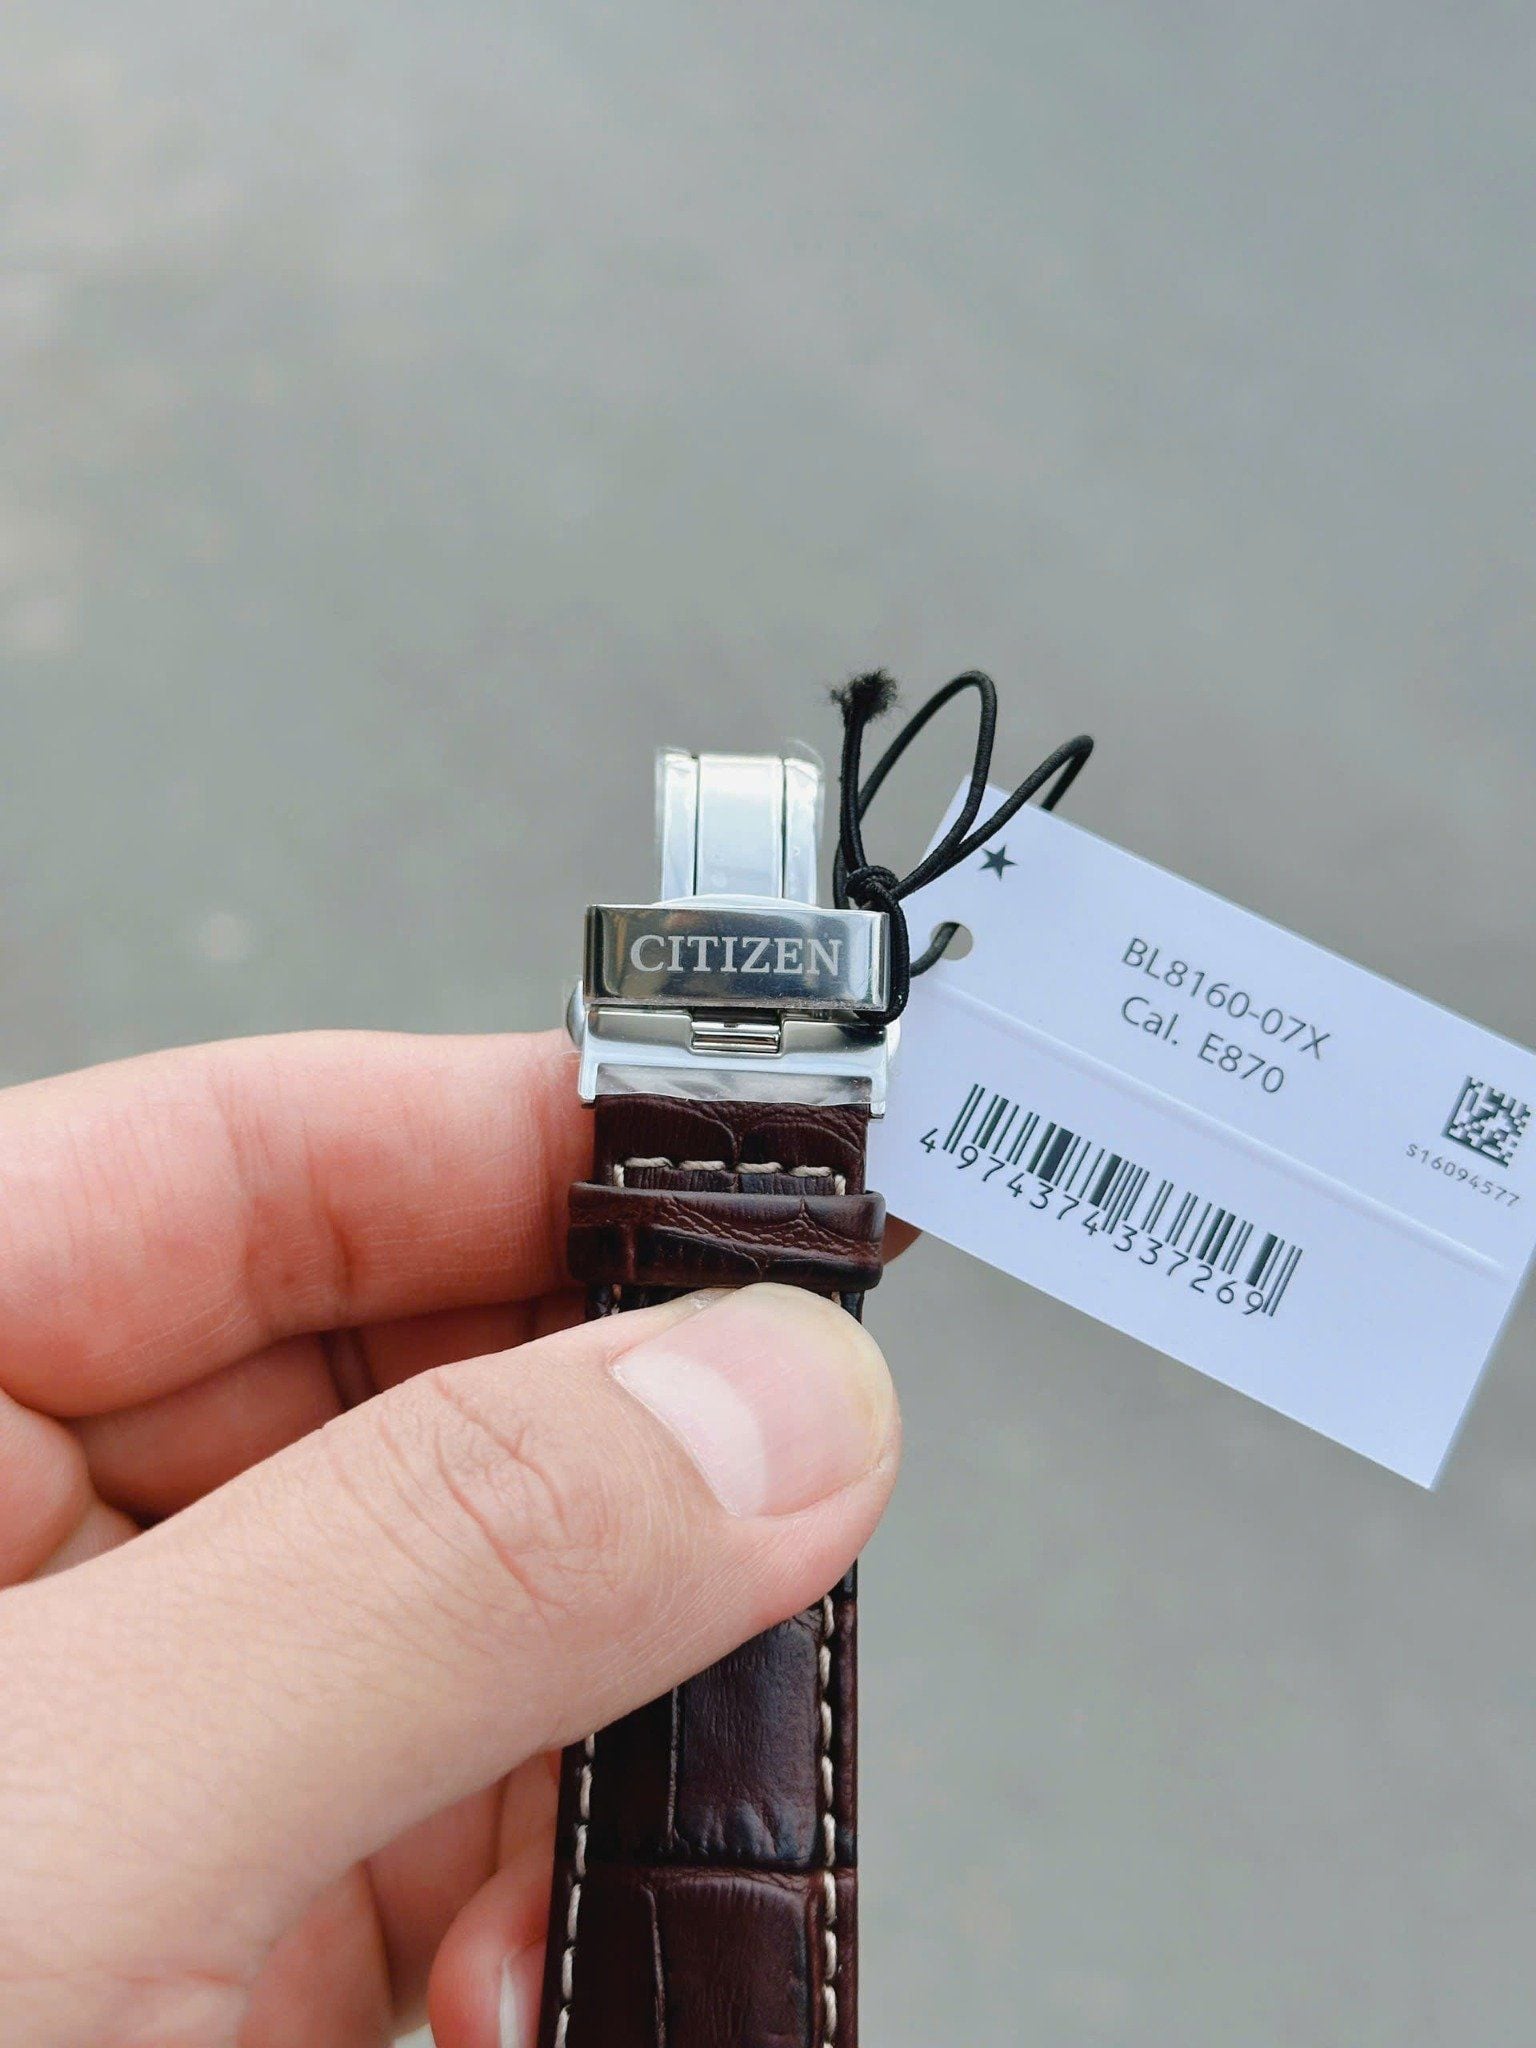 CITIZEN
BL8160-07X
Cal. E870
4974374337269
S16094577